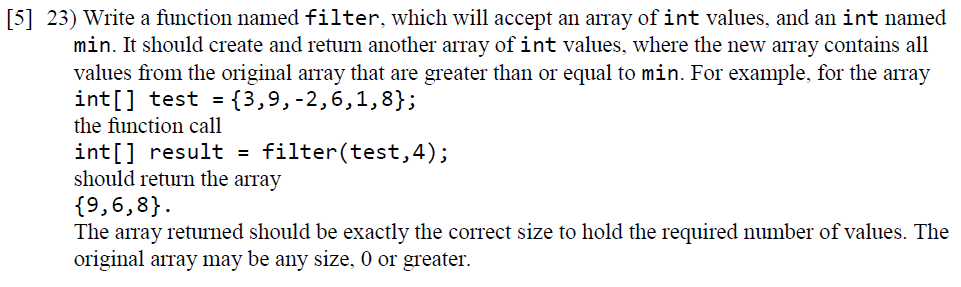 [5] 23) Write a function named filter, which will accept an array of int values, and an int named
min. It should create and return another array of int values, where the new array contains all
values from the original array that are greater than or equal to min. For example, for the array
int[] test = {3,9,-2,6,1,8};
the function call
int[] result = filter(test,4);
should return the array
{9,6,8}.
The array returned should be exactly the correct size to hold the required number of values. The
original array may be any size, 0 or greater.